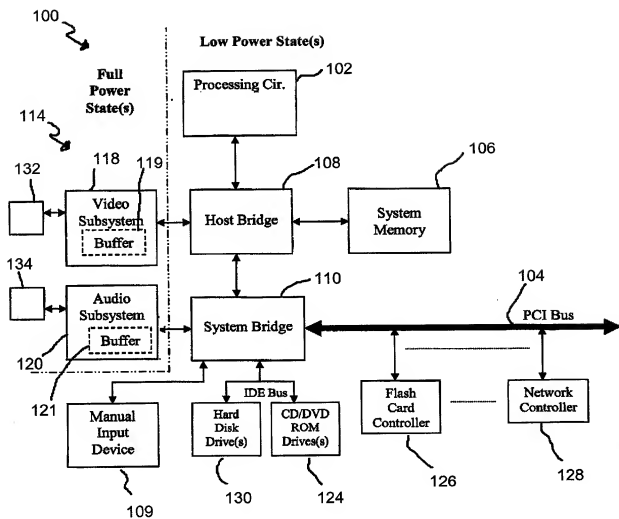 100
Low Power State(s)
Full
Power
State(s)
Processing Cir.
102
114
132
118
119
108
106
Video
Subsystem
Buffer
Host Bridge
System
Memory
134
110
104
Audio
Subsystem
Buffer
System Bridge
PCI Bus
120
121
IDE Bus
Manual
Input
Device
Hard
Disk
Drive(s)
CD/DVD
ROM
Drives(s)
Flash
Card
Controller
Network
Controller
109
130
124
126
128